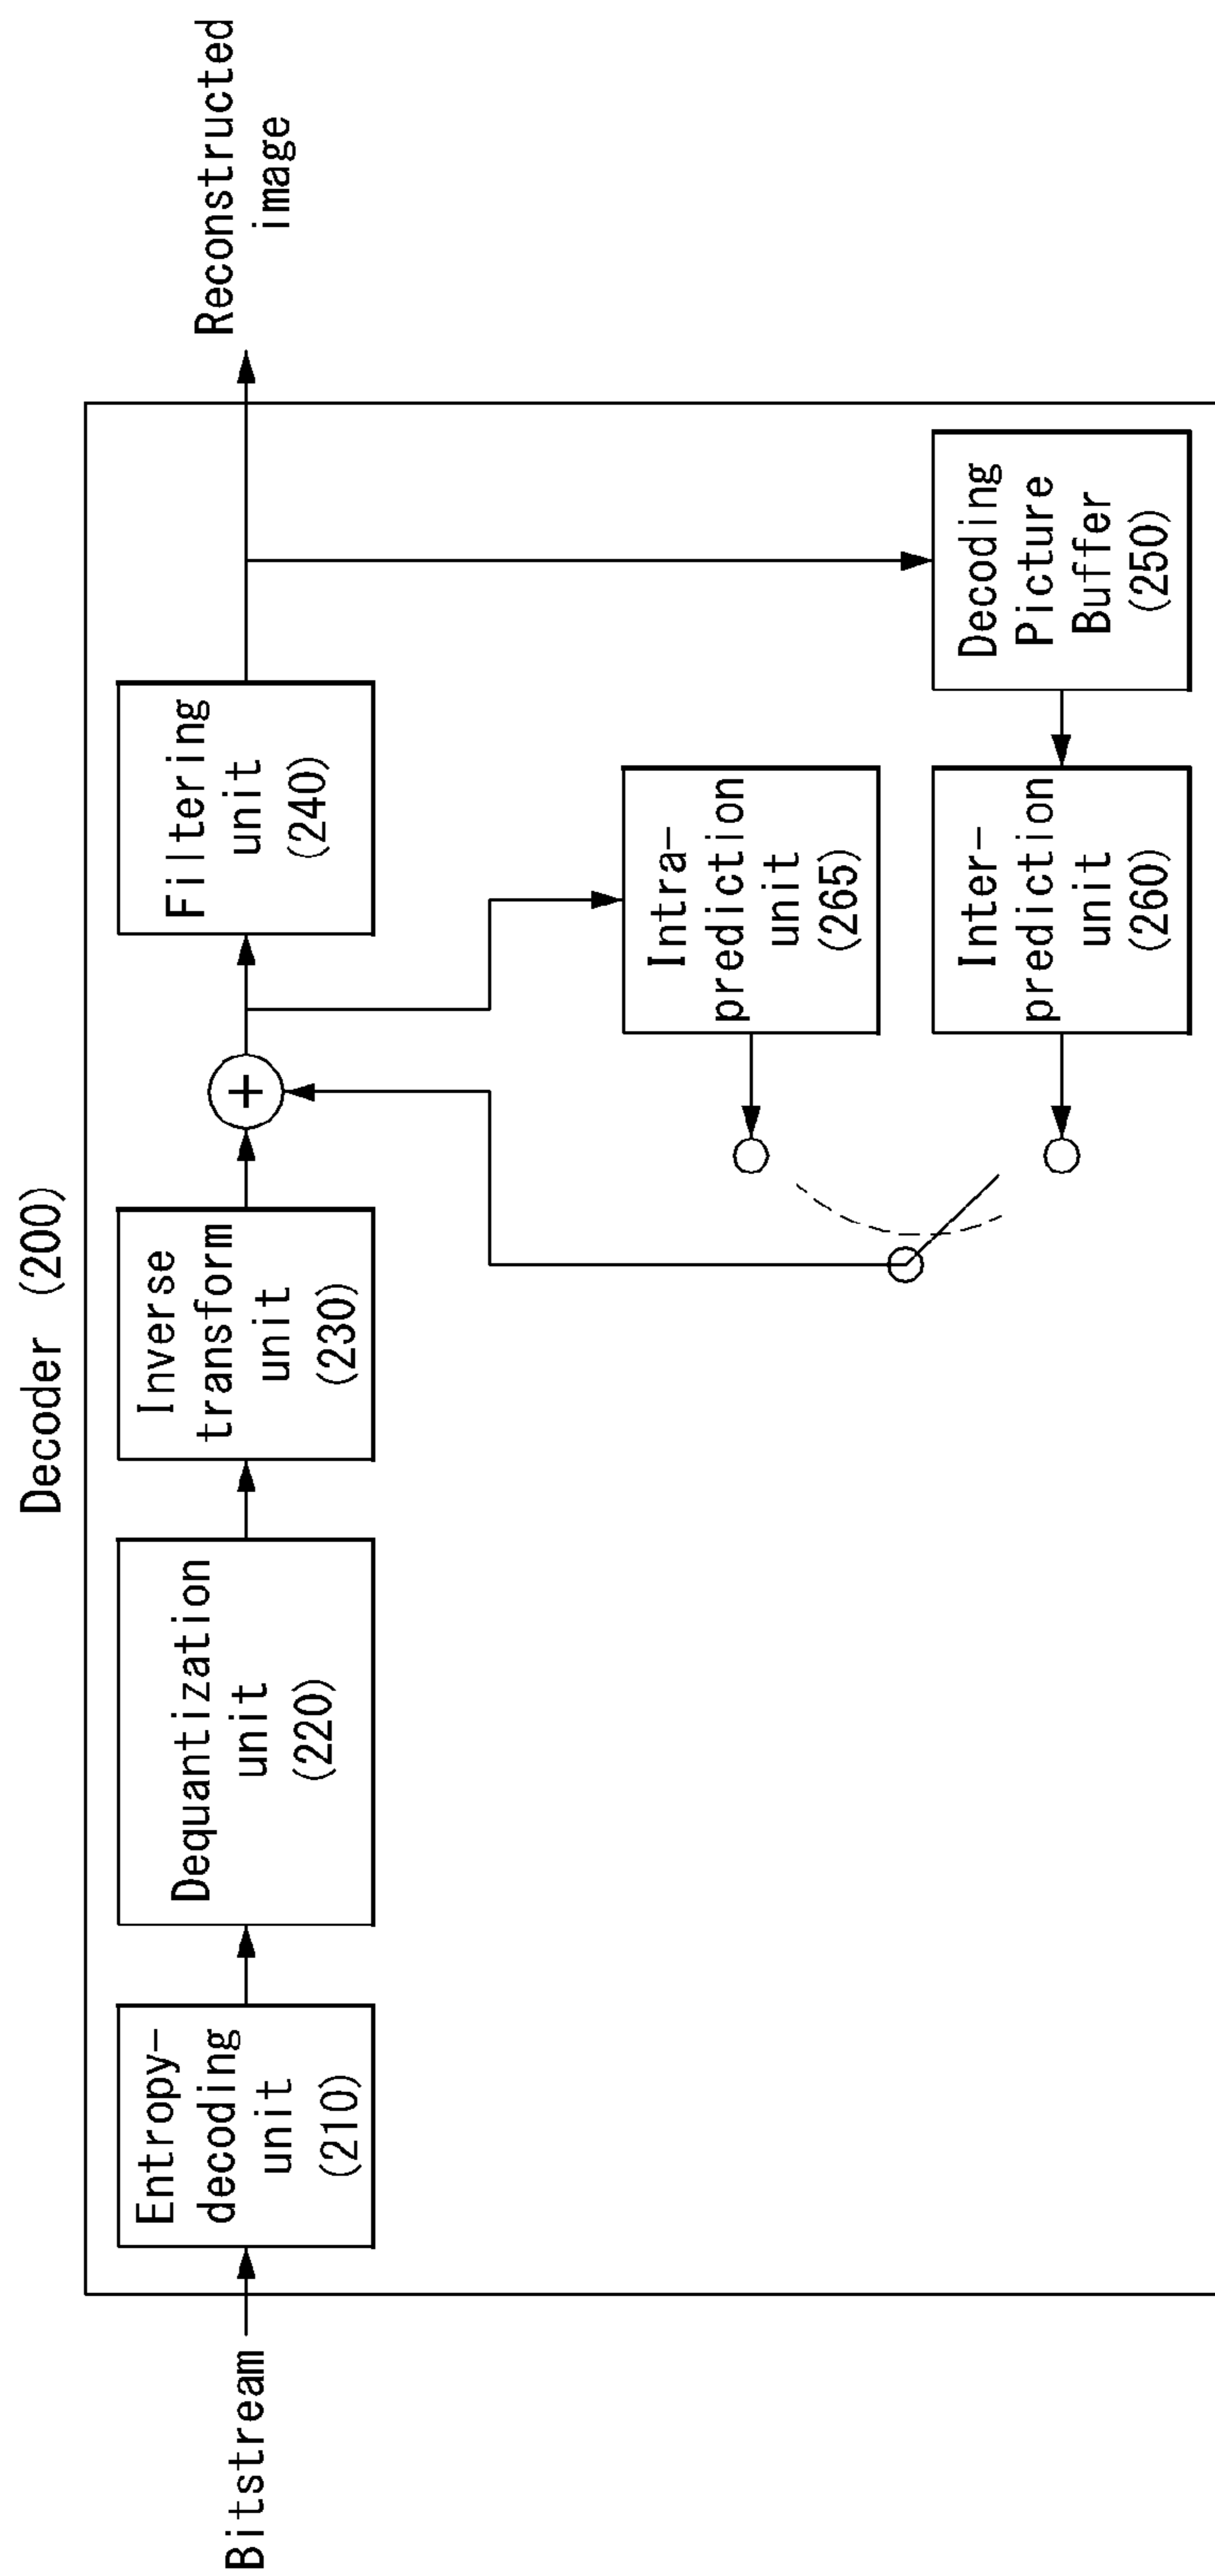 Decoder (200)
Bitstream
Entropy-
decoding
unit
(210)
Dequantization
unit
(220)
Inverse
transform
unit
(230)
+
Filtering
unit
(240)
Reconstructed
image
Intra-
prediction
unit
(265)
Inter-
prediction
unit
(260)
Decoding
Picture
Buffer
(250)